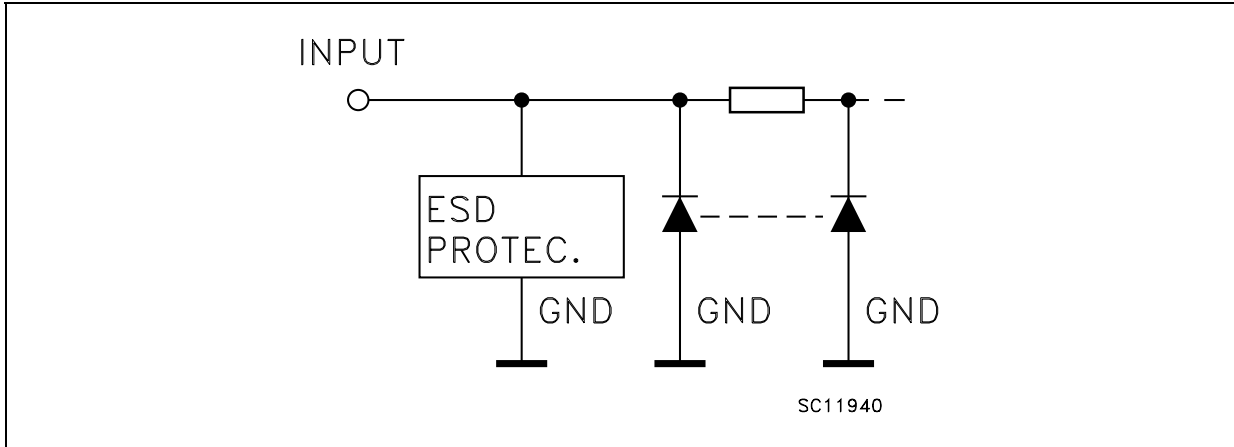 INPUT
ESD
PROTEC.
GND
GND
GND
SC11940